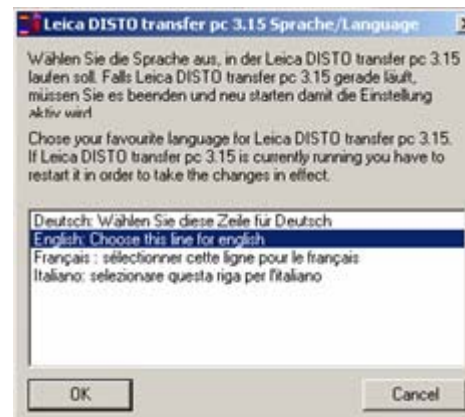 Leica DISTO transfer pc 3.15 Sprache/Language
Wählen Sie die Sprache aus, in der Leica DISTO transfer pc 3.15
laufen soll. Falls Leica DISTO transfer pc 3.15 gerade läuft,
müssen Sie es beenden und neu starten damit die Einstellung
aktiv wird
Chose your favourite language for Leica DISTO transfer pc 3.15.
If Leica DISTO transfer pc 3.15 is currently running you have to
restart it in order to take the changes in effect.
Deutsch: Wählen Sie diese Zeile für Deutsch
English: Choose this line for english
Français : sélectionner cette ligne pour le français
Italiano: selezionare questa riga per l'italiano
OK
Cancel